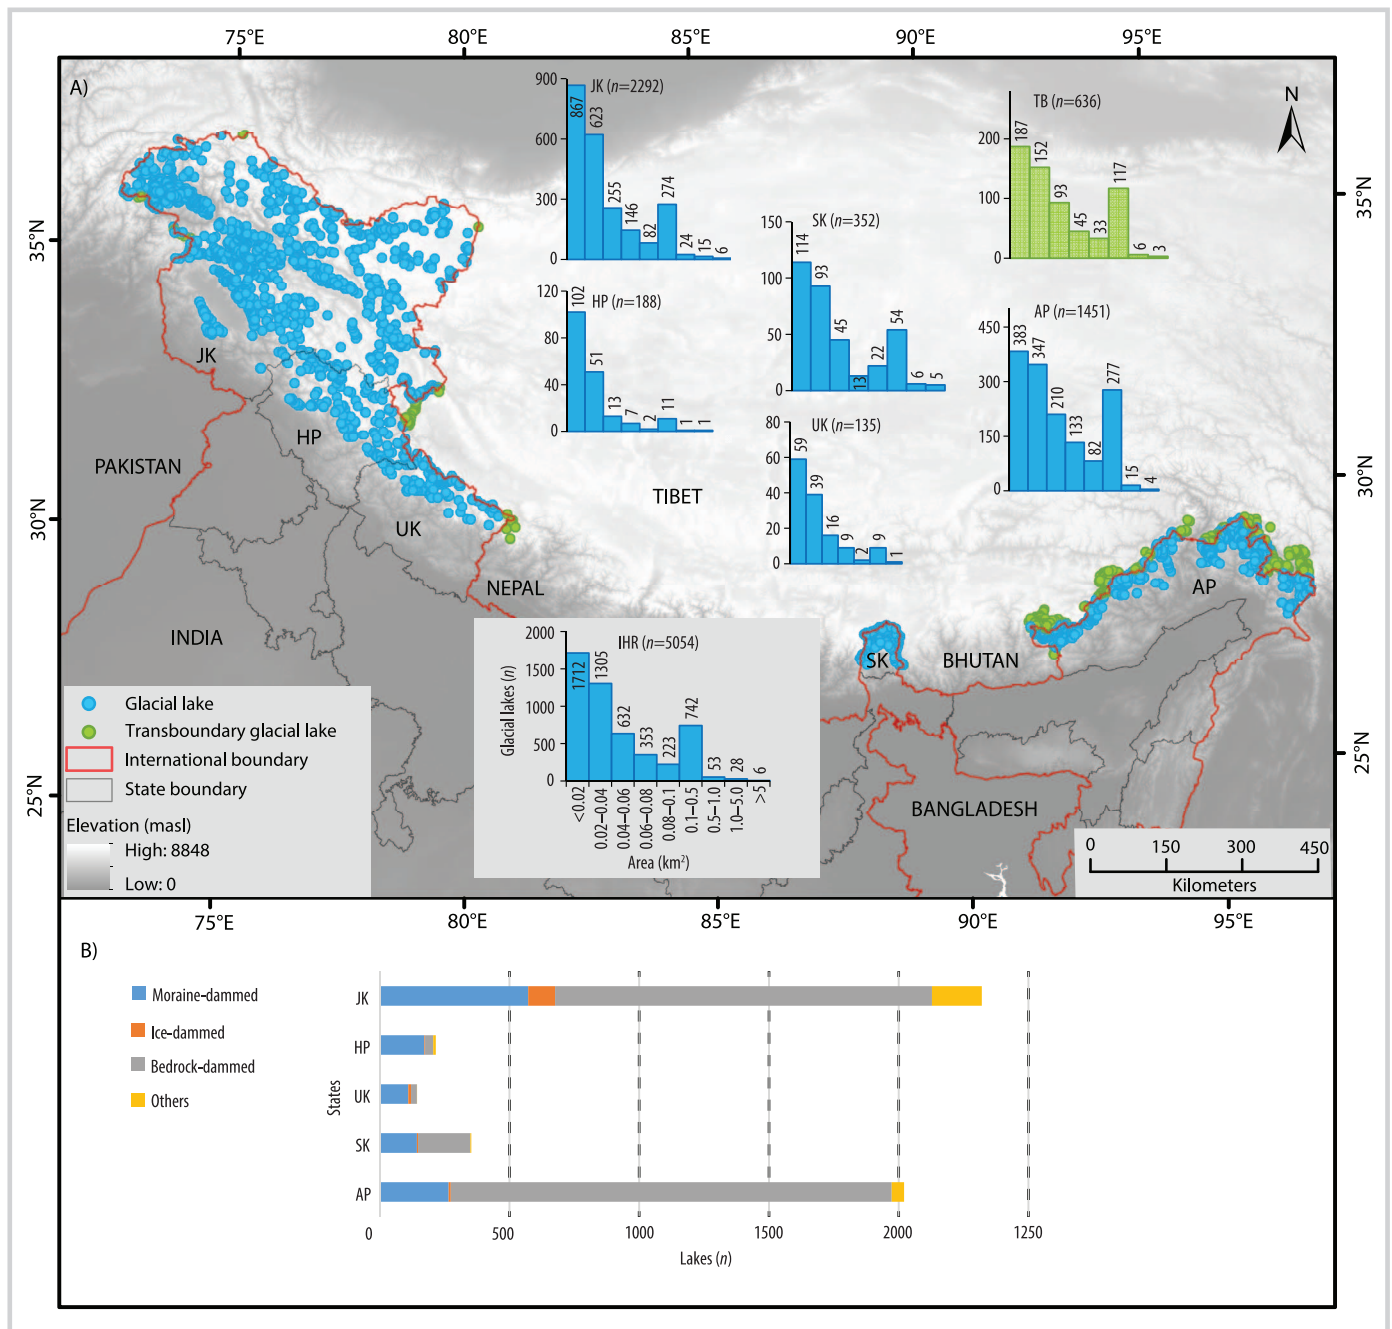 75°E 80°E 85°E 90°E 95°E
A)
N
35°N
30°N
25°N
35°N
30°N
25°N
JK (n=2292)
900
600
300
0
867 623 255 146 82 274 24 15 6
HP (n=188)
120
80
40
0
102 51 13 7 2 11 1 1
SK (n=352)
150
100
50
0
114 93 45 13 22 54 6 5
UK (n=135)
80
60
40
20
0
59 39 16 9 2 9 1
TB (n=636)
200
100
0
187 152 93 45 33 117 6 3
AP (n=1451)
450
300
150
0
383 347 210 133 82 277 15 4
JK
HP
PAKISTAN
UK
TIBET
NEPAL
INDIA
SK
BHUTAN
AP
BANGLADESH
IHR (n=5054)
Glacial lakes (n)
2000
1500
1000
500
0
1712 1305 632 353 223 742 53 28 6
<0.02 0.02–0.04 0.04–0.06 0.06–0.08 0.08–0.1 0.1–0.5 0.5–1.0 1.0–5.0 >5
Area (km²)
Glacial lake
Transboundary glacial lake
International boundary
State boundary
Elevation (masl)
High: 8848
Low: 0
0 150 300 450
Kilometers
75°E 80°E 85°E 90°E 95°E
B)
Moraine-dammed
Ice-dammed
Bedrock-dammed
Others
States
JK
HP
UK
SK
AP
0 500 1000 1500 2000 1250
Lakes (n)